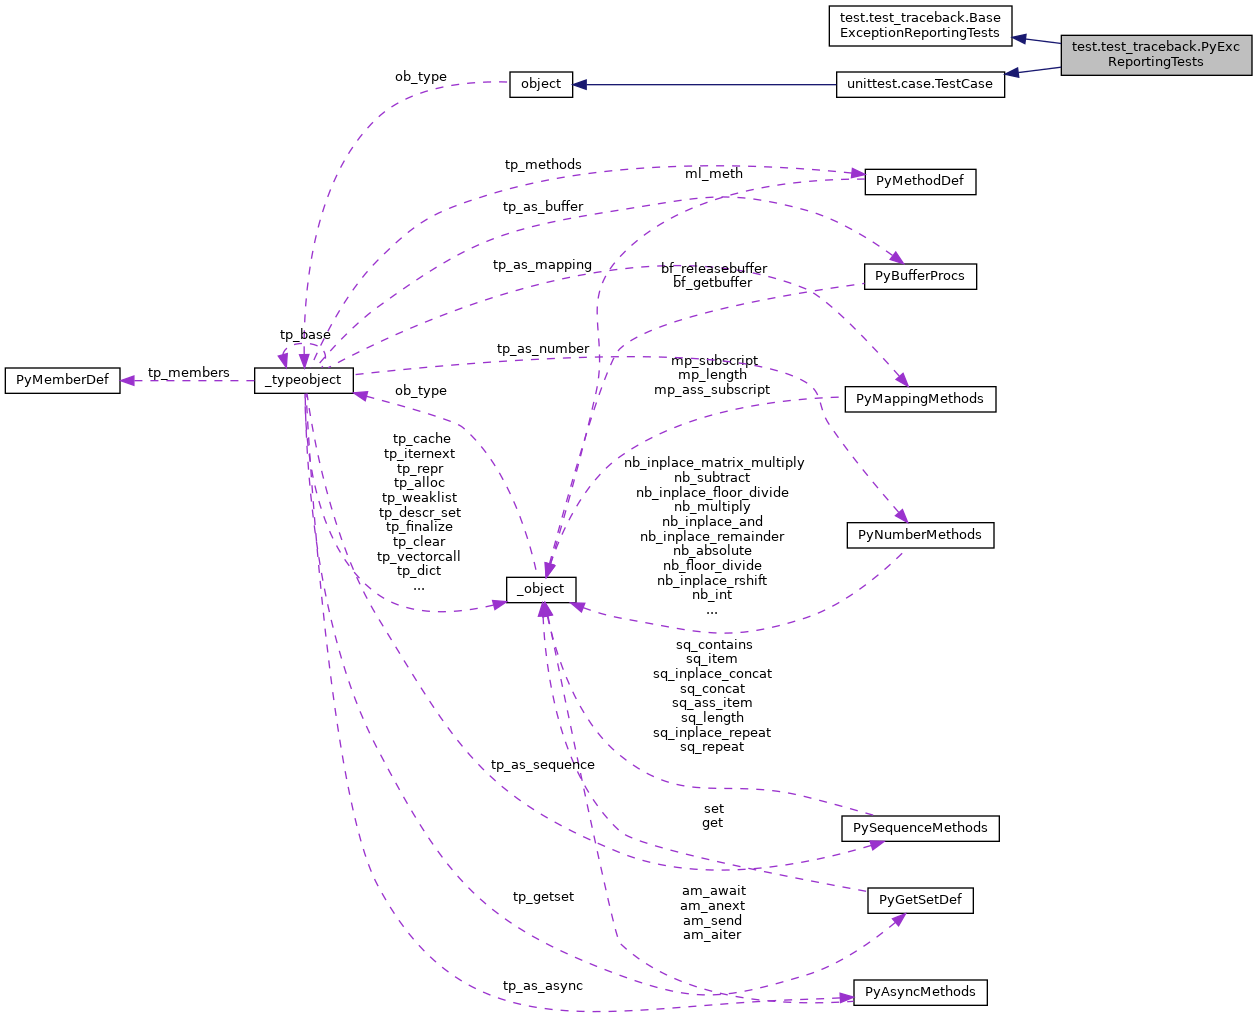 test.test_traceback.Base
ExceptionReportingTests
test.test_traceback.PyExc
ReportingTests
ob_type
object
unittest.case.TestCase
tp_methods
ml_meth
PyMethodDef
tp_as_buffer
tp_as_mapping
bf_releasebuffer
bf_getbuffer
PyBufferProcs
tp_base
tp_as_number
mp_subscript
mp_length
mp_ass_subscript
PyMemberDef
tp_members
_typeobject
ob_type
PyMappingMethods
tp_cache
tp_iternext
tp_repr
tp_alloc
tp_weaklist
tp_descr_set
tp_finalize
tp_clear
tp_vectorcall
tp_dict
...
nb_inplace_matrix_multiply
nb_subtract
nb_inplace_floor_divide
nb_multiply
nb_inplace_and
nb_inplace_remainder
nb_absolute
nb_floor_divide
nb_inplace_rshift
nb_int
...
PyNumberMethods
_object
sq_contains
sq_item
sq_inplace_concat
sq_concat
sq_ass_item
sq_length
sq_inplace_repeat
sq_repeat
tp_as_sequence
set
get
PySequenceMethods
tp_getset
am_await
am_anext
am_send
am_aiter
PyGetSetDef
tp_as_async
PyAsyncMethods